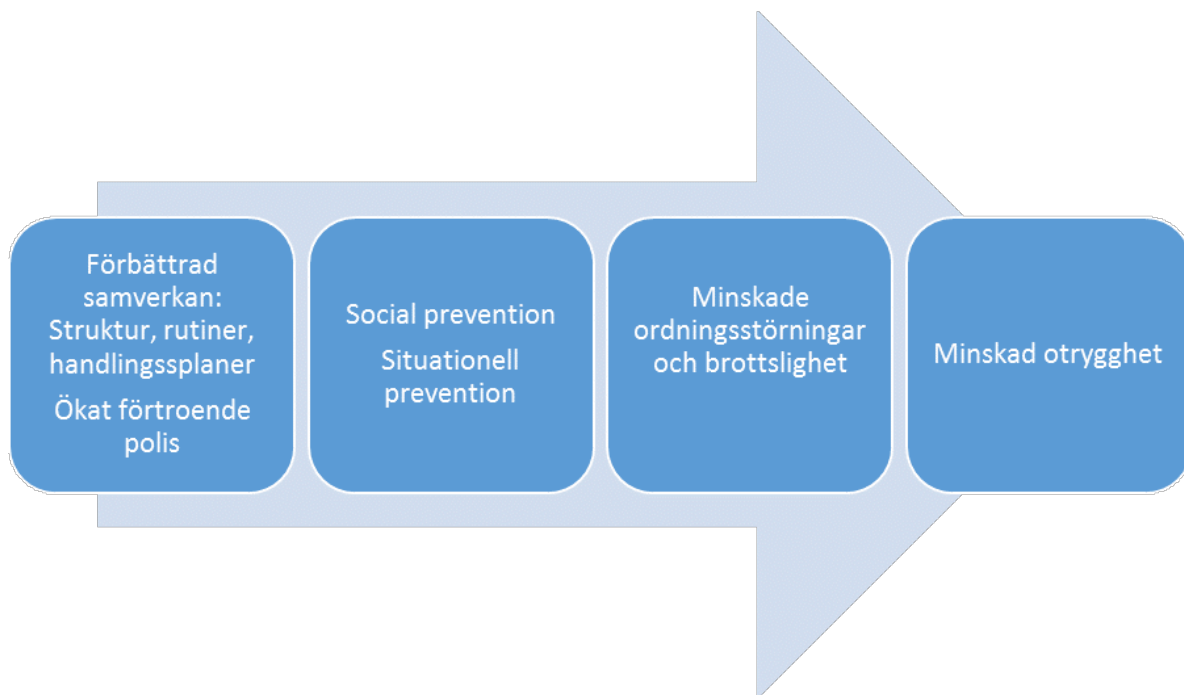 Förbättrad
samverkan:
Struktur, rutiner,
handlingssplaner
Ökat förtroende
polis
Social prevention
Situationell
prevention
Minskade
ordningsstörningar
och brottslighet
Minskad otrygghet